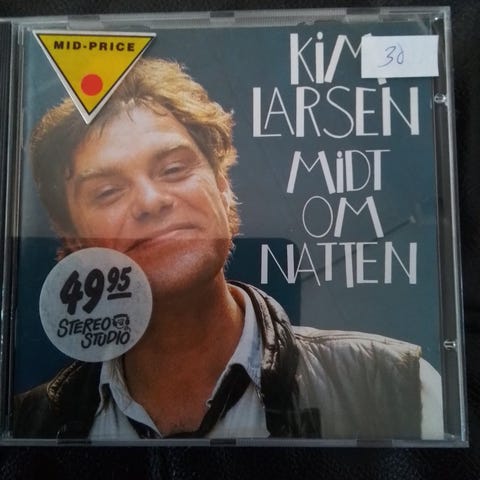 MID-PRICE
KiM
LARSEN
MiDT
OM
NATTEN
30
49.95
STEREO
STUDIO